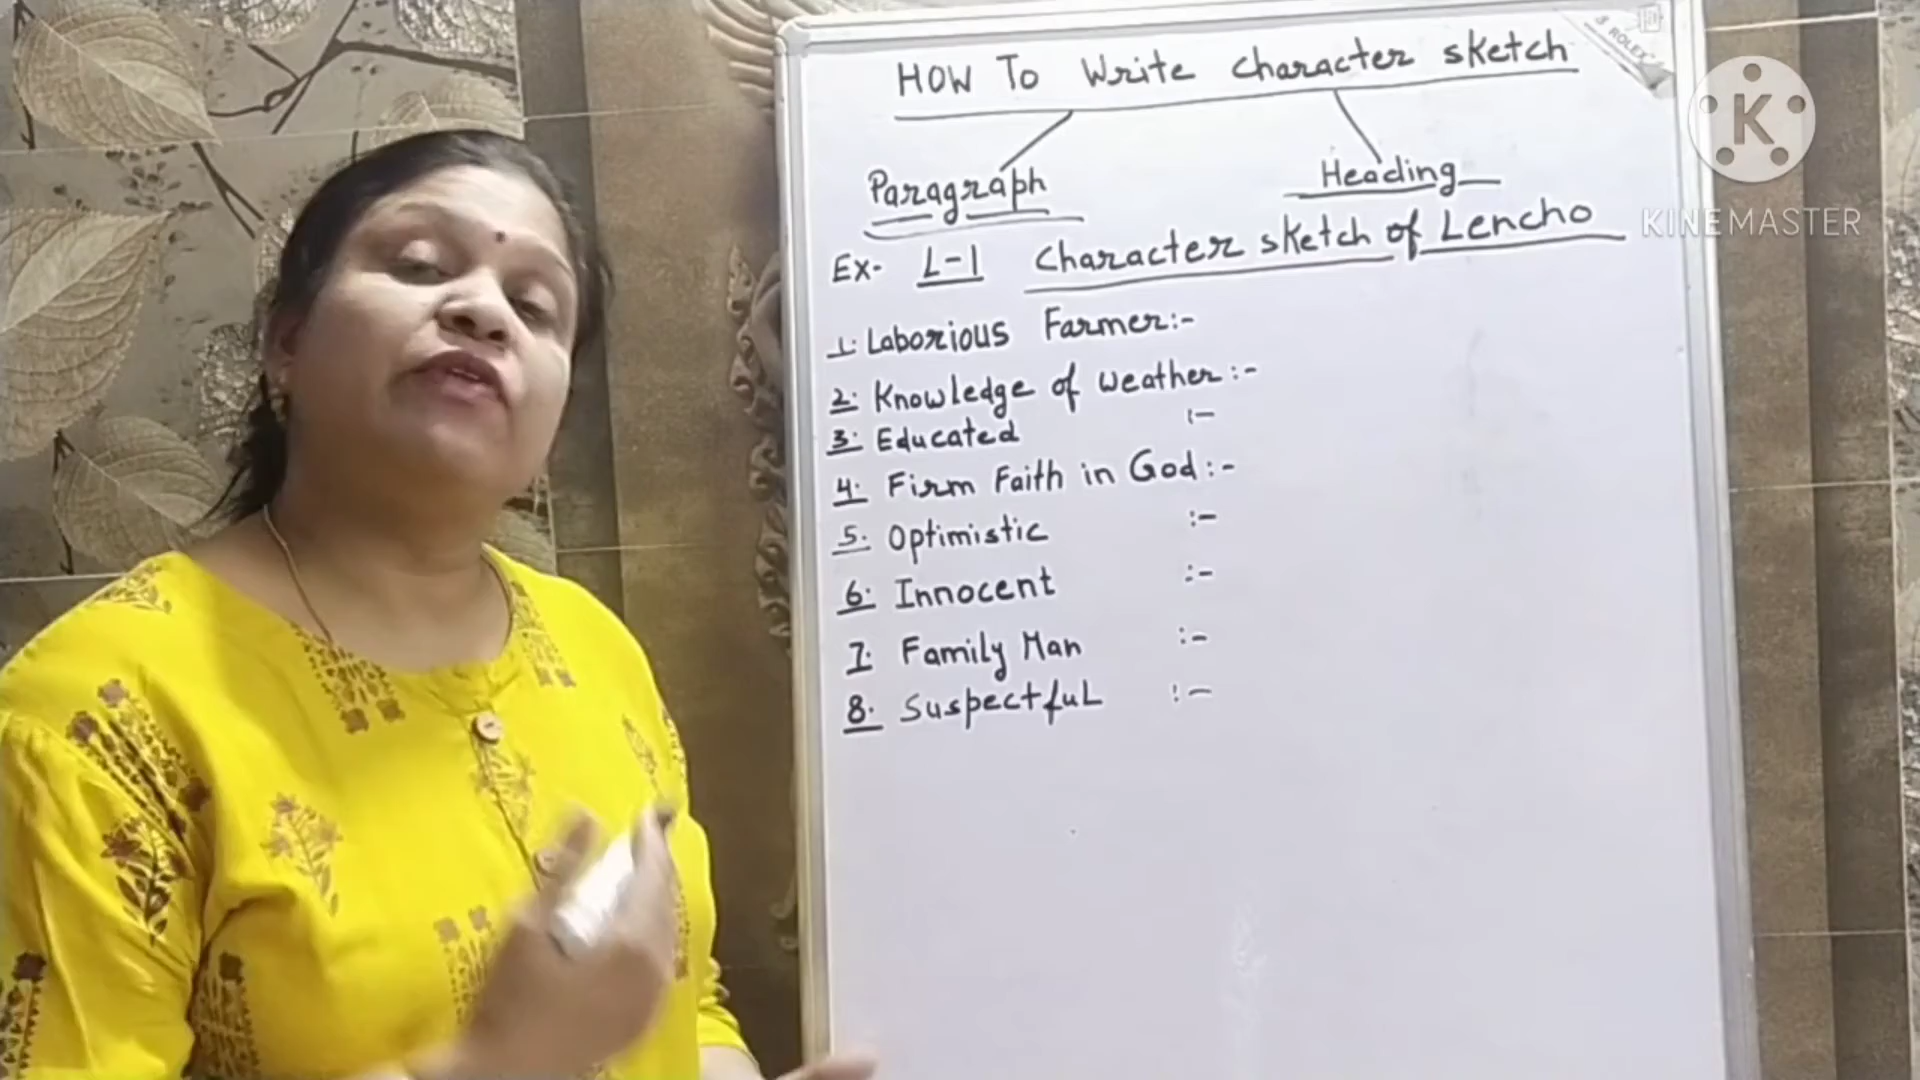 HOW To Write character sketch
Paragraph Heading
Ex- L-1 character sketch of Lencho
1. Laborious Farmer:-
2. Knowledge of weather:-
3. Educated :-
4. Firm Faith in God:-
5. Optimistic :-
6. Innocent :-
7. Family Man :-
8. Suspectful :-
ROLEX
K
KINEMASTER